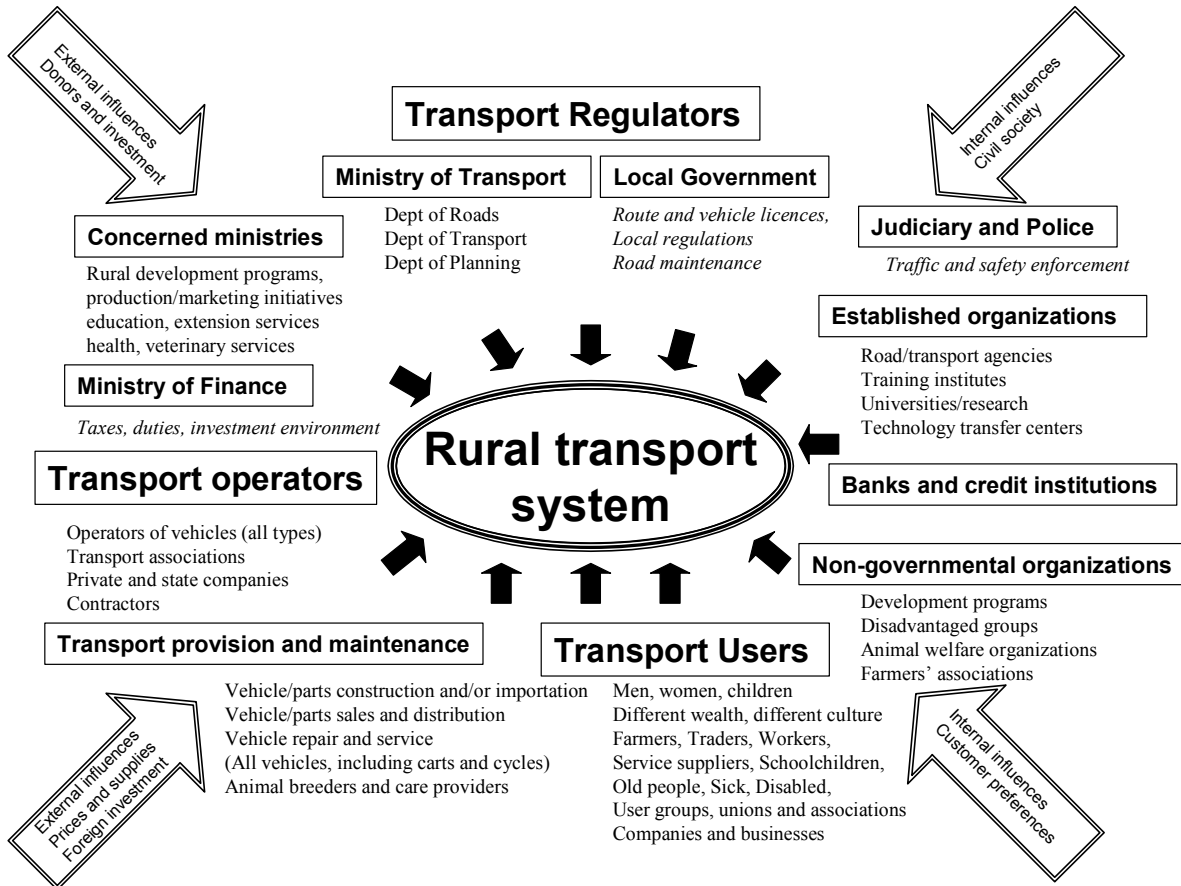 External influences
Donors and investment
Transport Regulators
Internal influences
Civil society
Ministry of Transport
Dept of Roads
Dept of Transport
Dept of Planning
Local Government
Route and vehicle licences,
Local regulations
Road maintenance
Concerned ministries
Rural development programs,
production/marketing initiatives
education, extension services
health, veterinary services
Judiciary and Police
Traffic and safety enforcement
Ministry of Finance
Taxes, duties, investment environment
Established organizations
Road/transport agencies
Training institutes
Universities/research
Technology transfer centers
Rural transport
system
Transport operators
Operators of vehicles (all types)
Transport associations
Private and state companies
Contractors
Banks and credit institutions
Non-governmental organizations
Development programs
Disadvantaged groups
Animal welfare organizations
Farmers’ associations
Transport provision and maintenance
Vehicle/parts construction and/or importation
Vehicle/parts sales and distribution
Vehicle repair and service
(All vehicles, including carts and cycles)
Animal breeders and care providers
Transport Users
Men, women, children
Different wealth, different culture
Farmers, Traders, Workers,
Service suppliers, Schoolchildren,
Old people, Sick, Disabled,
User groups, unions and associations
Companies and businesses
External influences
Prices and supplies
Foreign investment
Internal influences
Customer preferences